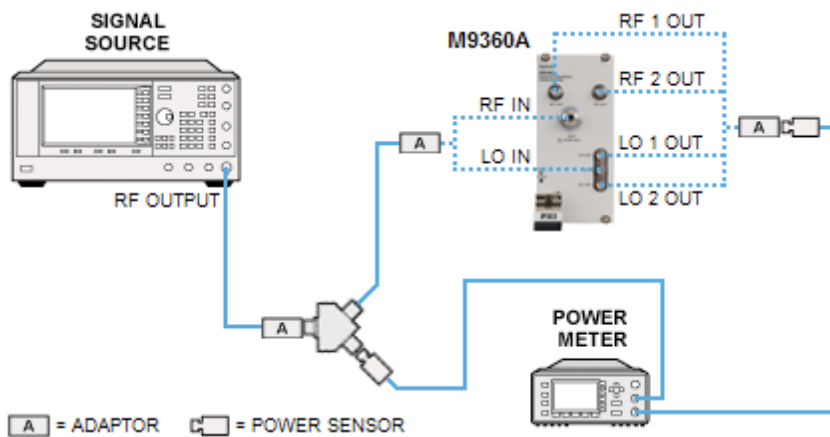 SIGNAL
SOURCE
M9360A
RF 1 OUT
RF 2 OUT
RF IN
A
A
LO IN
LO 1 OUT
LO 2 OUT
PXI
RF OUTPUT
A
POWER
METER
A = ADAPTOR
= POWER SENSOR